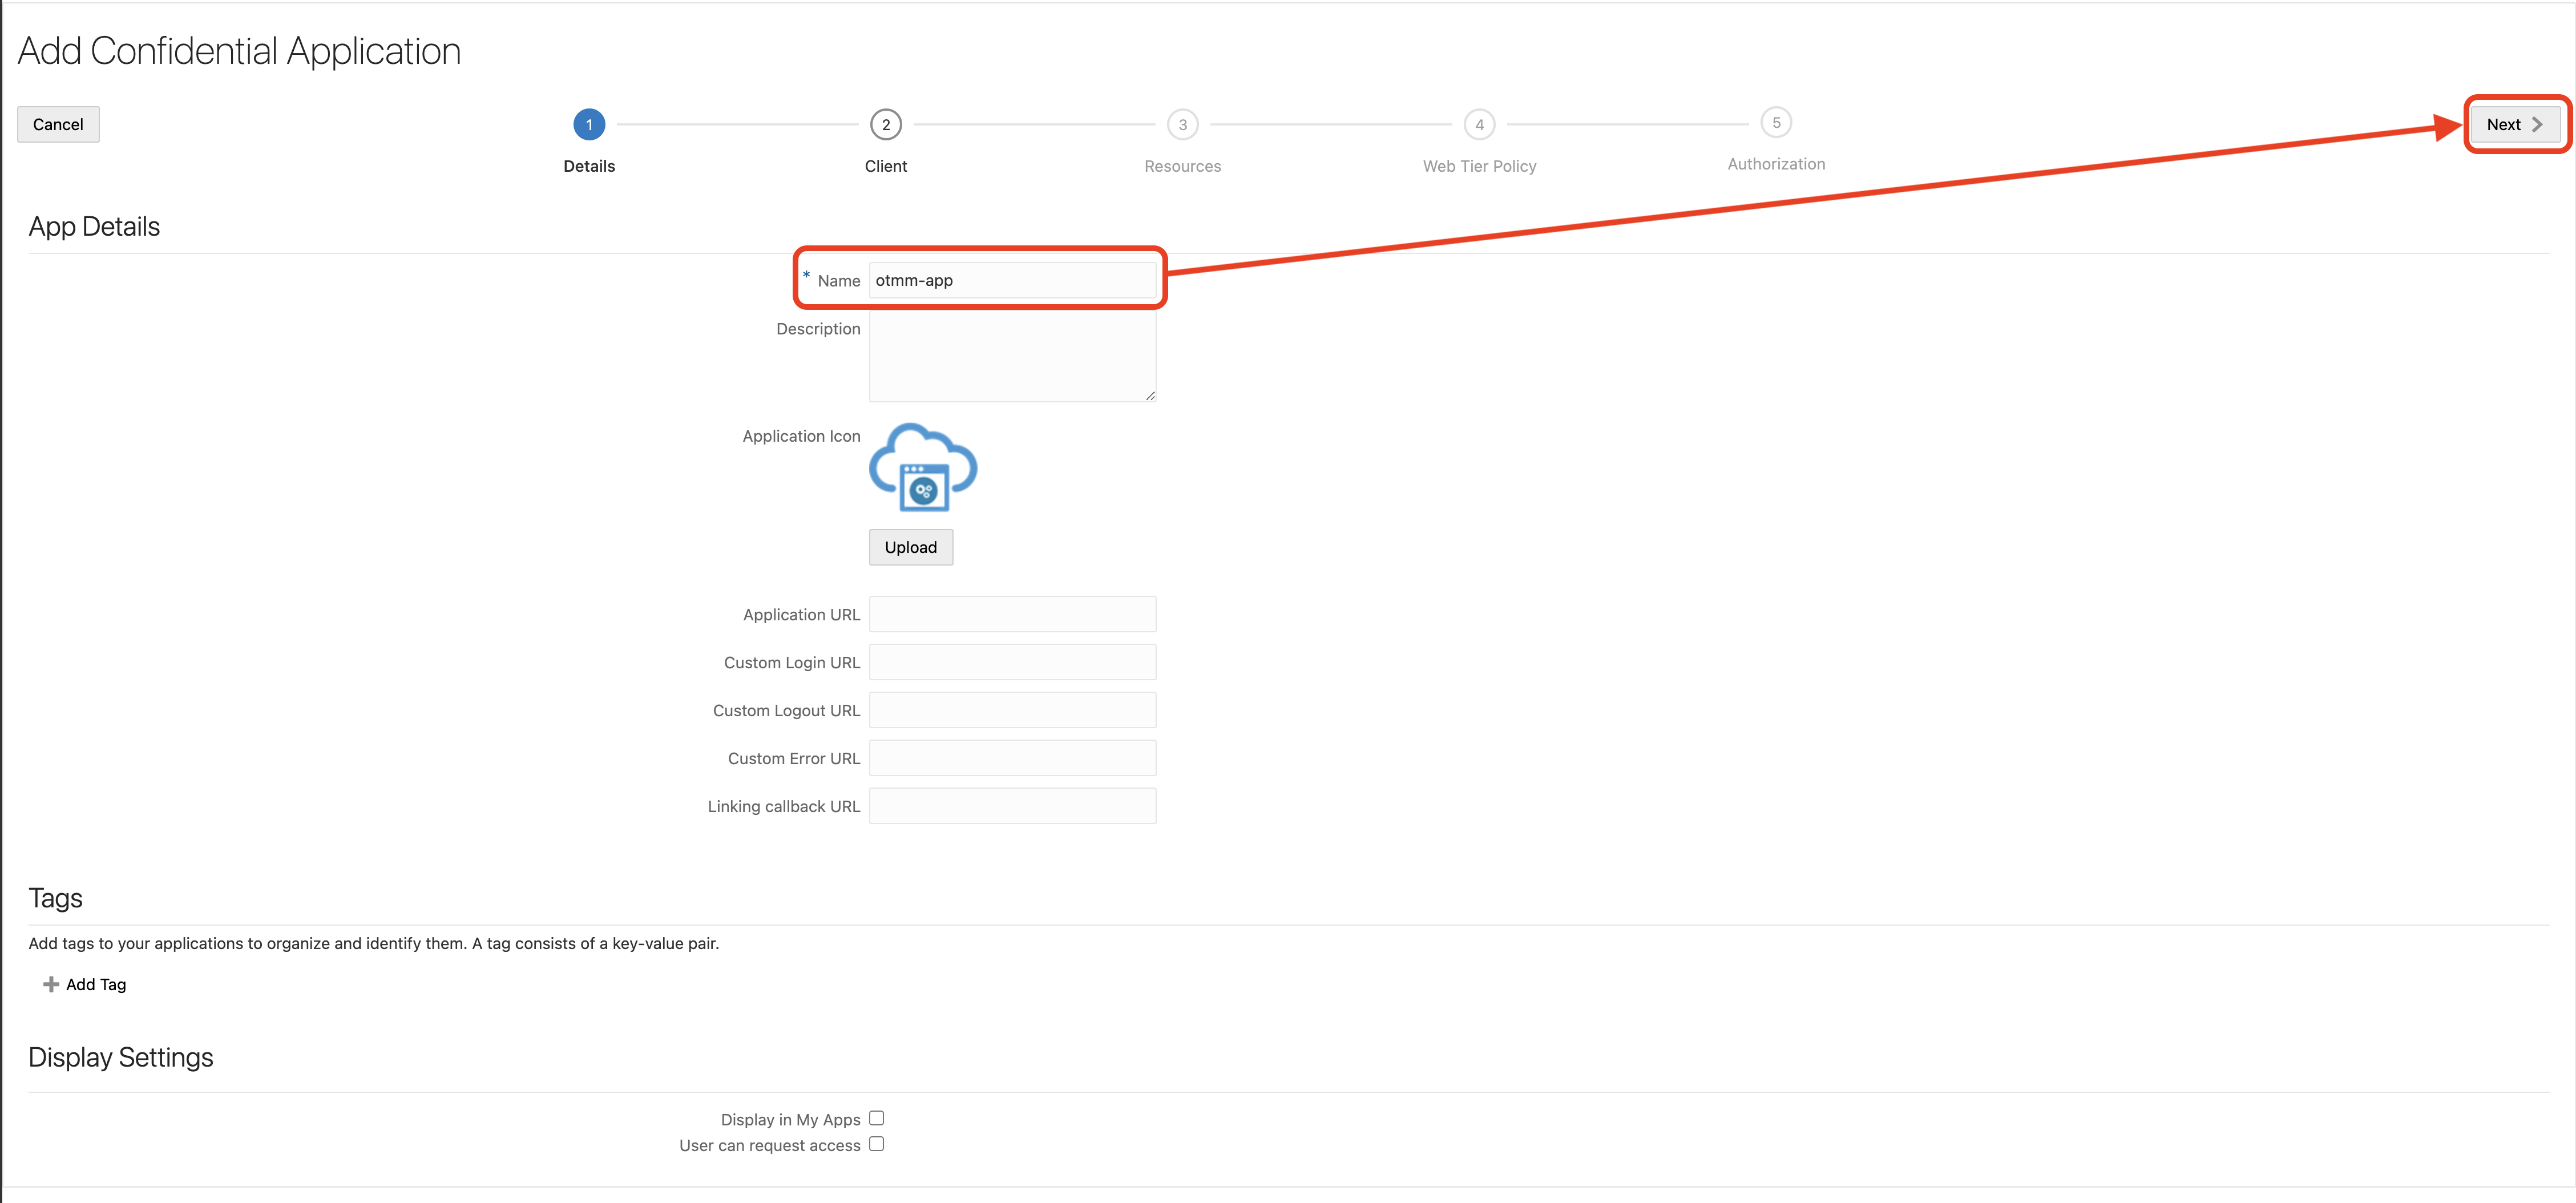 Add Confidential Application
Cancel
1
2
3
4
5
Next
Details
Client
Resources
Web Tier Policy
Authorization
App Details
* Name otmm-app
Description
Application Icon
Upload
Application URL
Custom Login URL
Custom Logout URL
Custom Error URL
Linking callback URL
Tags
Add tags to your applications to organize and identify them. A tag consists of a key-value pair.
Add Tag
Display Settings
Display in My Apps
User can request access